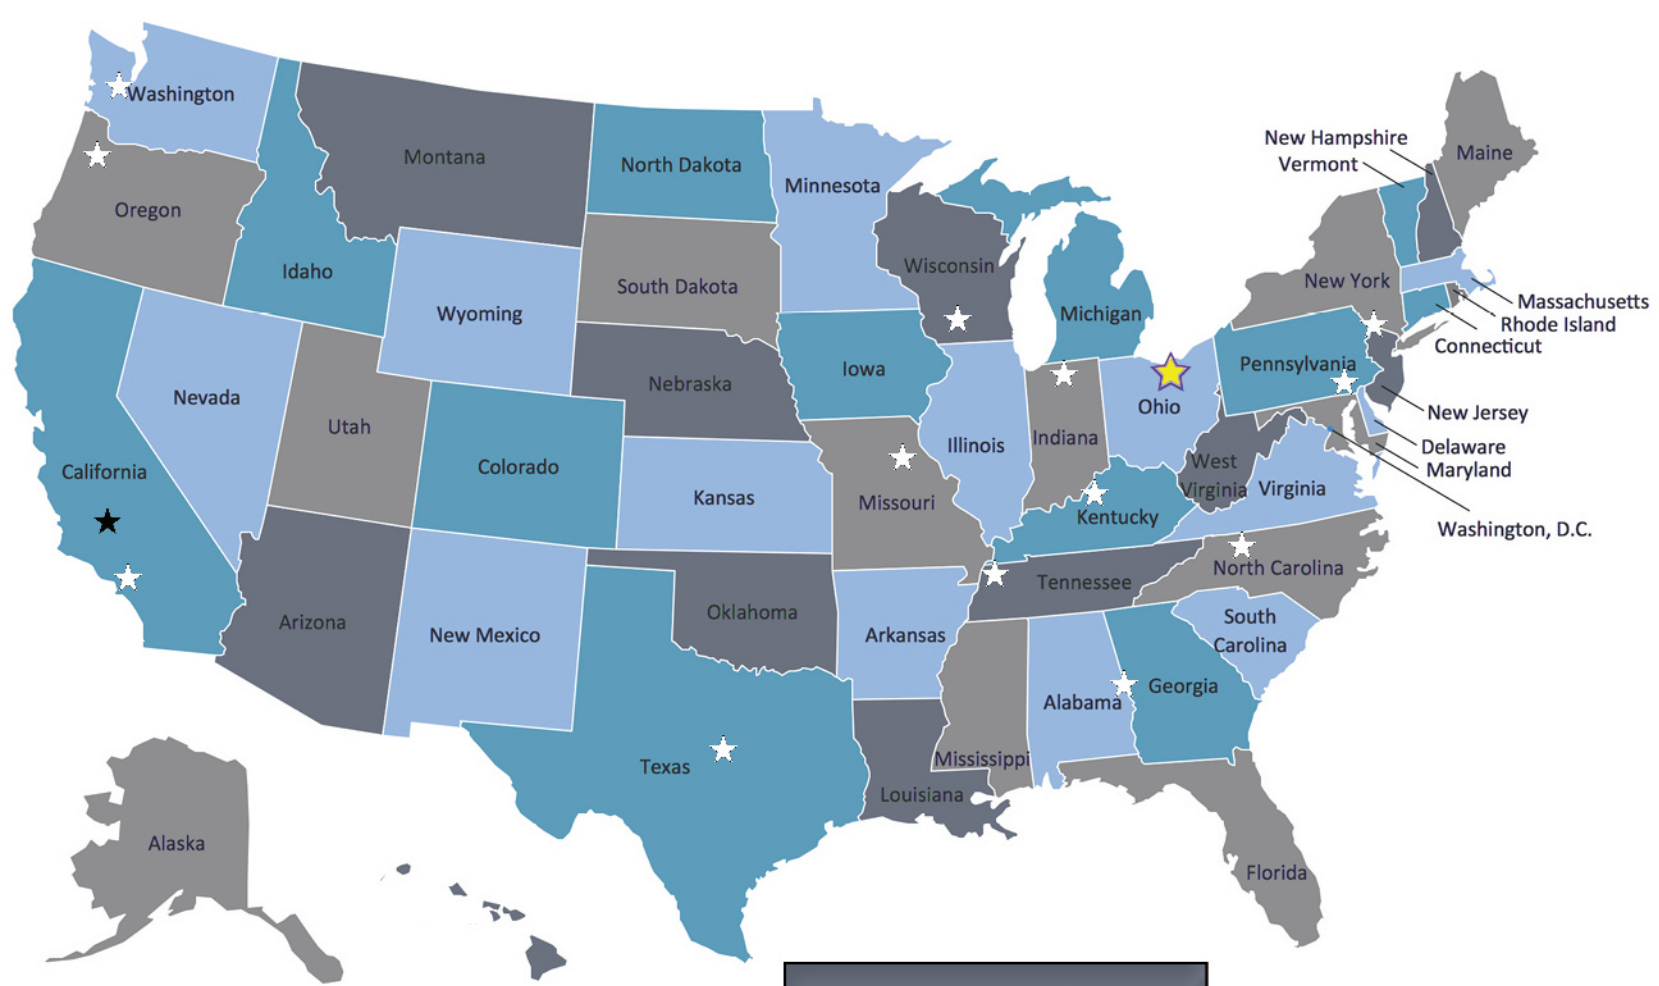 Washington
Montana
North Dakota
Minnesota
New Hampshire
Vermont
Maine
Oregon
Idaho
Wyoming
South Dakota
Wisconsin
Michigan
New York
Massachusetts
Rhode Island
Connecticut
Nevada
Utah
Nebraska
Iowa
Pennsylvania
Ohio
New Jersey
California
Colorado
Kansas
Missouri
Illinois
Indiana
West
Virginia
Virginia
Kentucky
Delaware
Maryland
Washington, D.C.
Arizona
New Mexico
Oklahoma
Arkansas
Tennessee
North Carolina
South
Carolina
Texas
Louisiana
Mississippi
Alabama
Georgia
Florida
Alaska